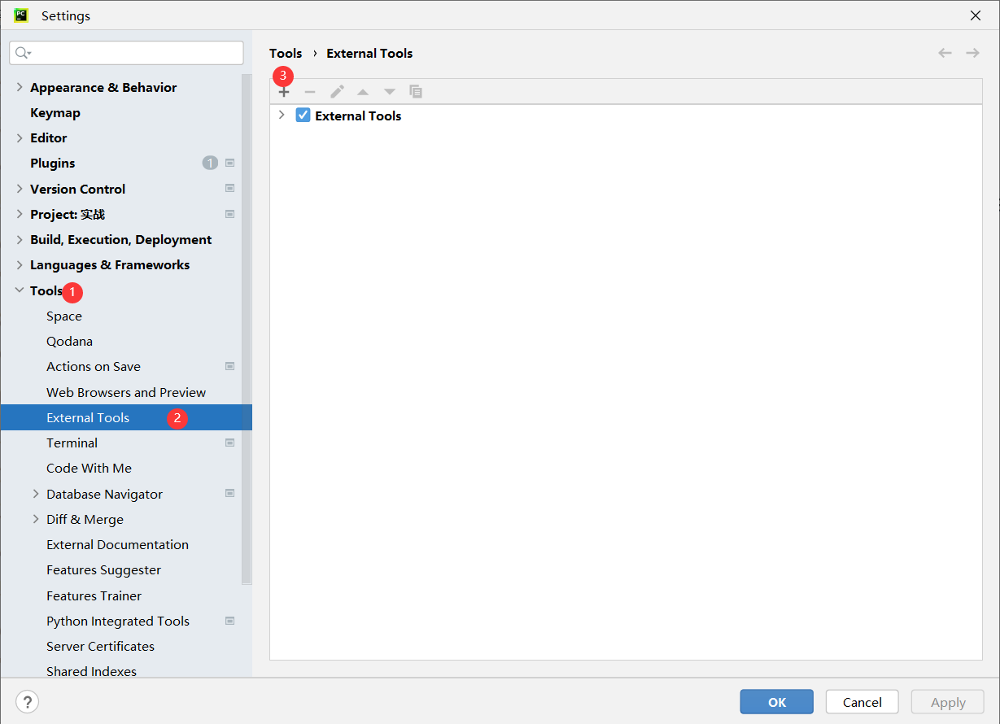 PC
Settings
Appearance & Behavior
Keymap
Editor
Plugins 1
Version Control
Project: 实战
Build, Execution, Deployment
Languages & Frameworks
Tools 1
Space
Qodana
Actions on Save
Web Browsers and Preview
External Tools 2
Terminal
Code With Me
Database Navigator
Diff & Merge
External Documentation
Features Suggester
Features Trainer
Python Integrated Tools
Server Certificates
Shared Indexes
Tools › External Tools
3
External Tools
?
OK
Cancel
Apply